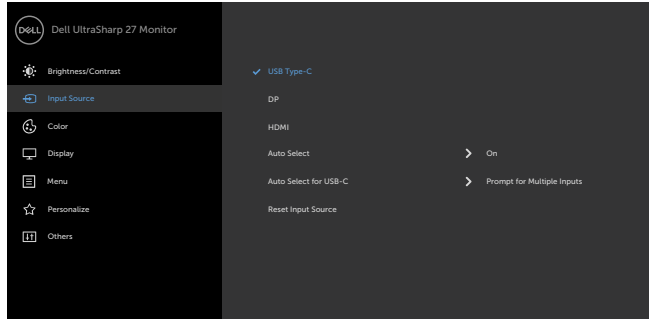 DELL Dell UltraSharp 27 Monitor
Brightness/Contrast
USB Type-C
Input Source
DP
Color
HDMI
Display
Auto Select
On
Menu
Auto Select for USB-C
Prompt for Multiple Inputs
Personalize
Reset Input Source
Others